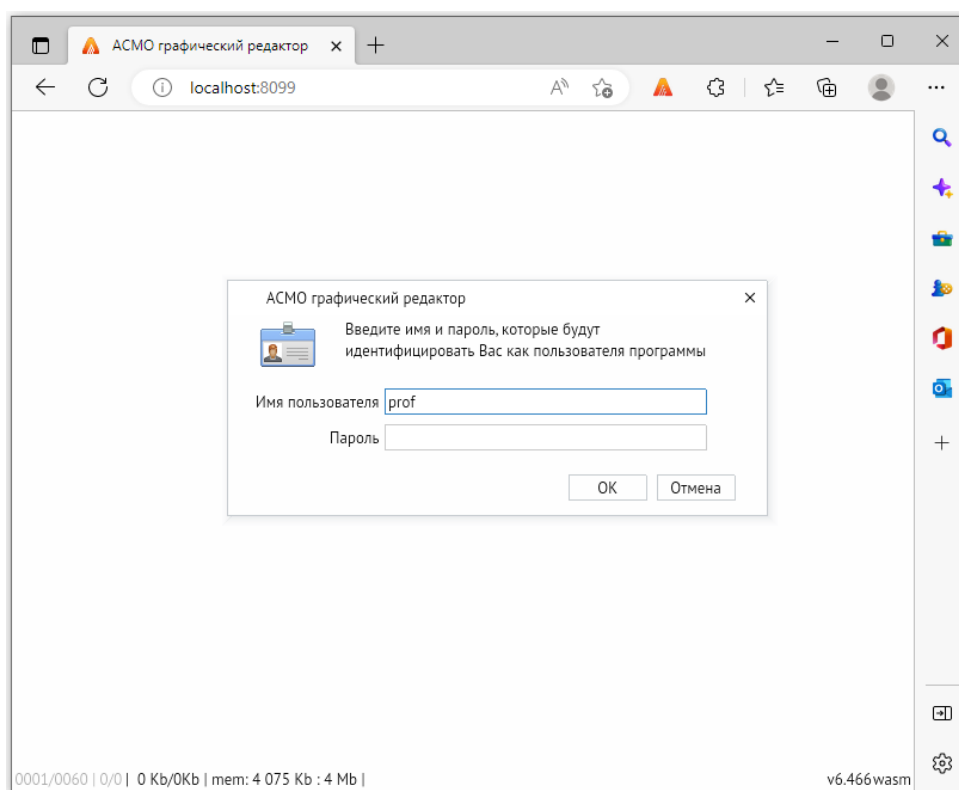 АСМО графический редактор
localhost:8099
АСМО графический редактор
Введите имя и пароль, которые будут
идентифицировать Вас как пользователя программы
Имя пользователя prof
Пароль
ОК Отмена
0001/0060 | 0/0 | 0 Kb/0Kb | mem: 4 075 Kb : 4 Mb | v6.466wasm